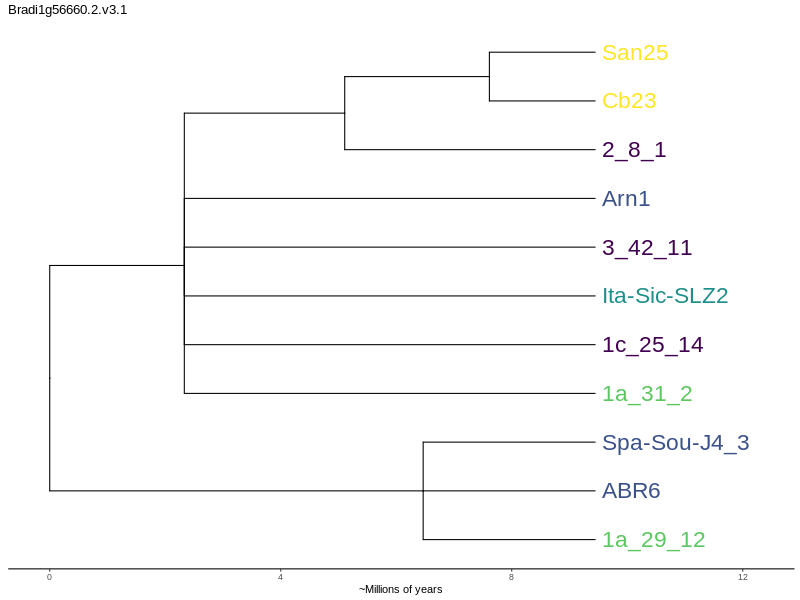 Bradi1g56660.2.v3.1
San25
Cb23
2_8_1
Arn1
3_42_11
Ita-Sic-SLZ2
1c_25_14
1a_31_2
Spa-Sou-J4_3
ABR6
1a_29_12
0 4 8 12
~Millions of years